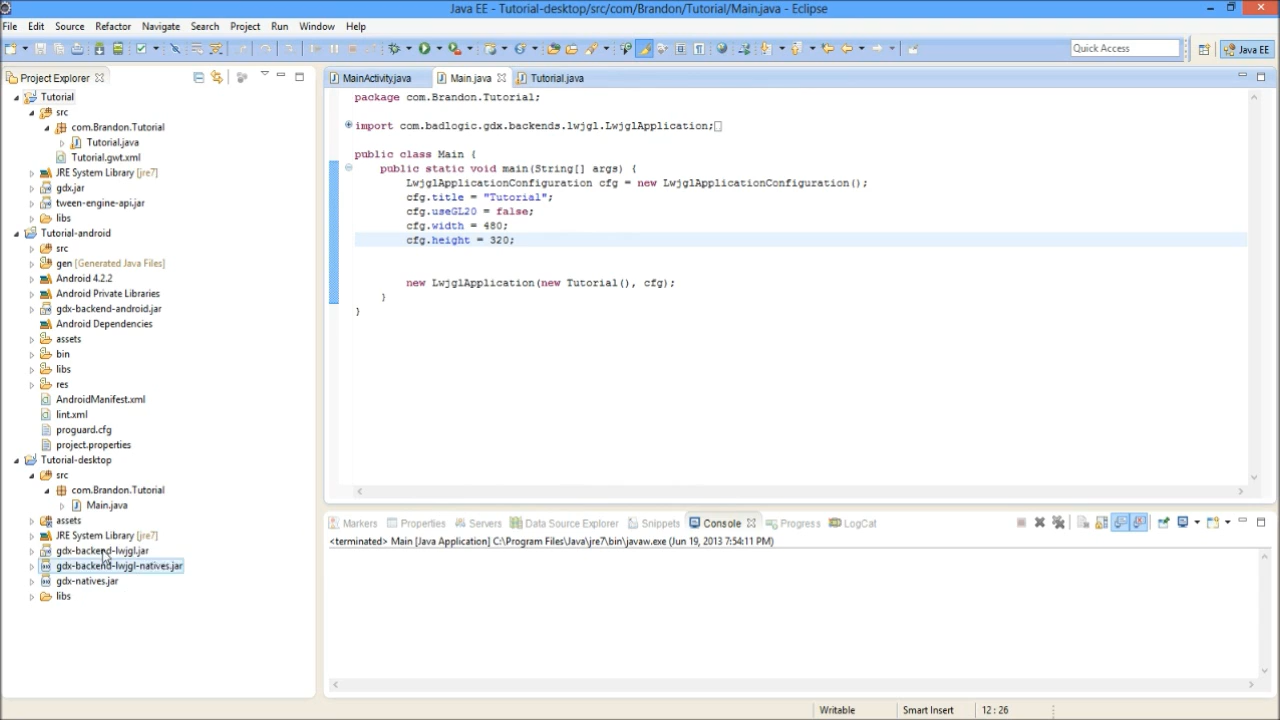 Java EE - Tutorial-desktop/src/com/Brandon/Tutorial/Main.java - Eclipse
File Edit Source Refactor Navigate Search Project Run Window Help
Quick Access
Java EE
Project Explorer
Tutorial
src
com.Brandon.Tutorial
Tutorial.java
Tutorial.gwt.xml
JRE System Library [jre7]
gdx.jar
tween-engine-api.jar
libs
Tutorial-android
src
gen [Generated Java Files]
Android 4.2.2
Android Private Libraries
gdx-backend-android.jar
Android Dependencies
assets
bin
libs
res
AndroidManifest.xml
lint.xml
proguard.cfg
project.properties
Tutorial-desktop
src
com.Brandon.Tutorial
Main.java
assets
JRE System Library [jre7]
gdx-backend-lwjgl.jar
gdx-backend-lwjgl-natives.jar
gdx-natives.jar
libs
MainActivity.java Main.java Tutorial.java
package com.Brandon.Tutorial;
import com.badlogic.gdx.backends.lwjgl.LwjglApplication;
public class Main {
public static void main(String[] args) {
LwjglApplicationConfiguration cfg = new LwjglApplicationConfiguration();
cfg.title = "Tutorial";
cfg.useGL20 = false;
cfg.width = 480;
cfg.height = 320;
new LwjglApplication(new Tutorial(), cfg);
}
}
Markers Properties Servers Data Source Explorer Snippets Console Progress LogCat
<terminated> Main [Java Application] C:\Program Files\Java\jre7\bin\javaw.exe (Jun 19, 2013 7:54:11 PM)
Writable Smart Insert 12 : 26